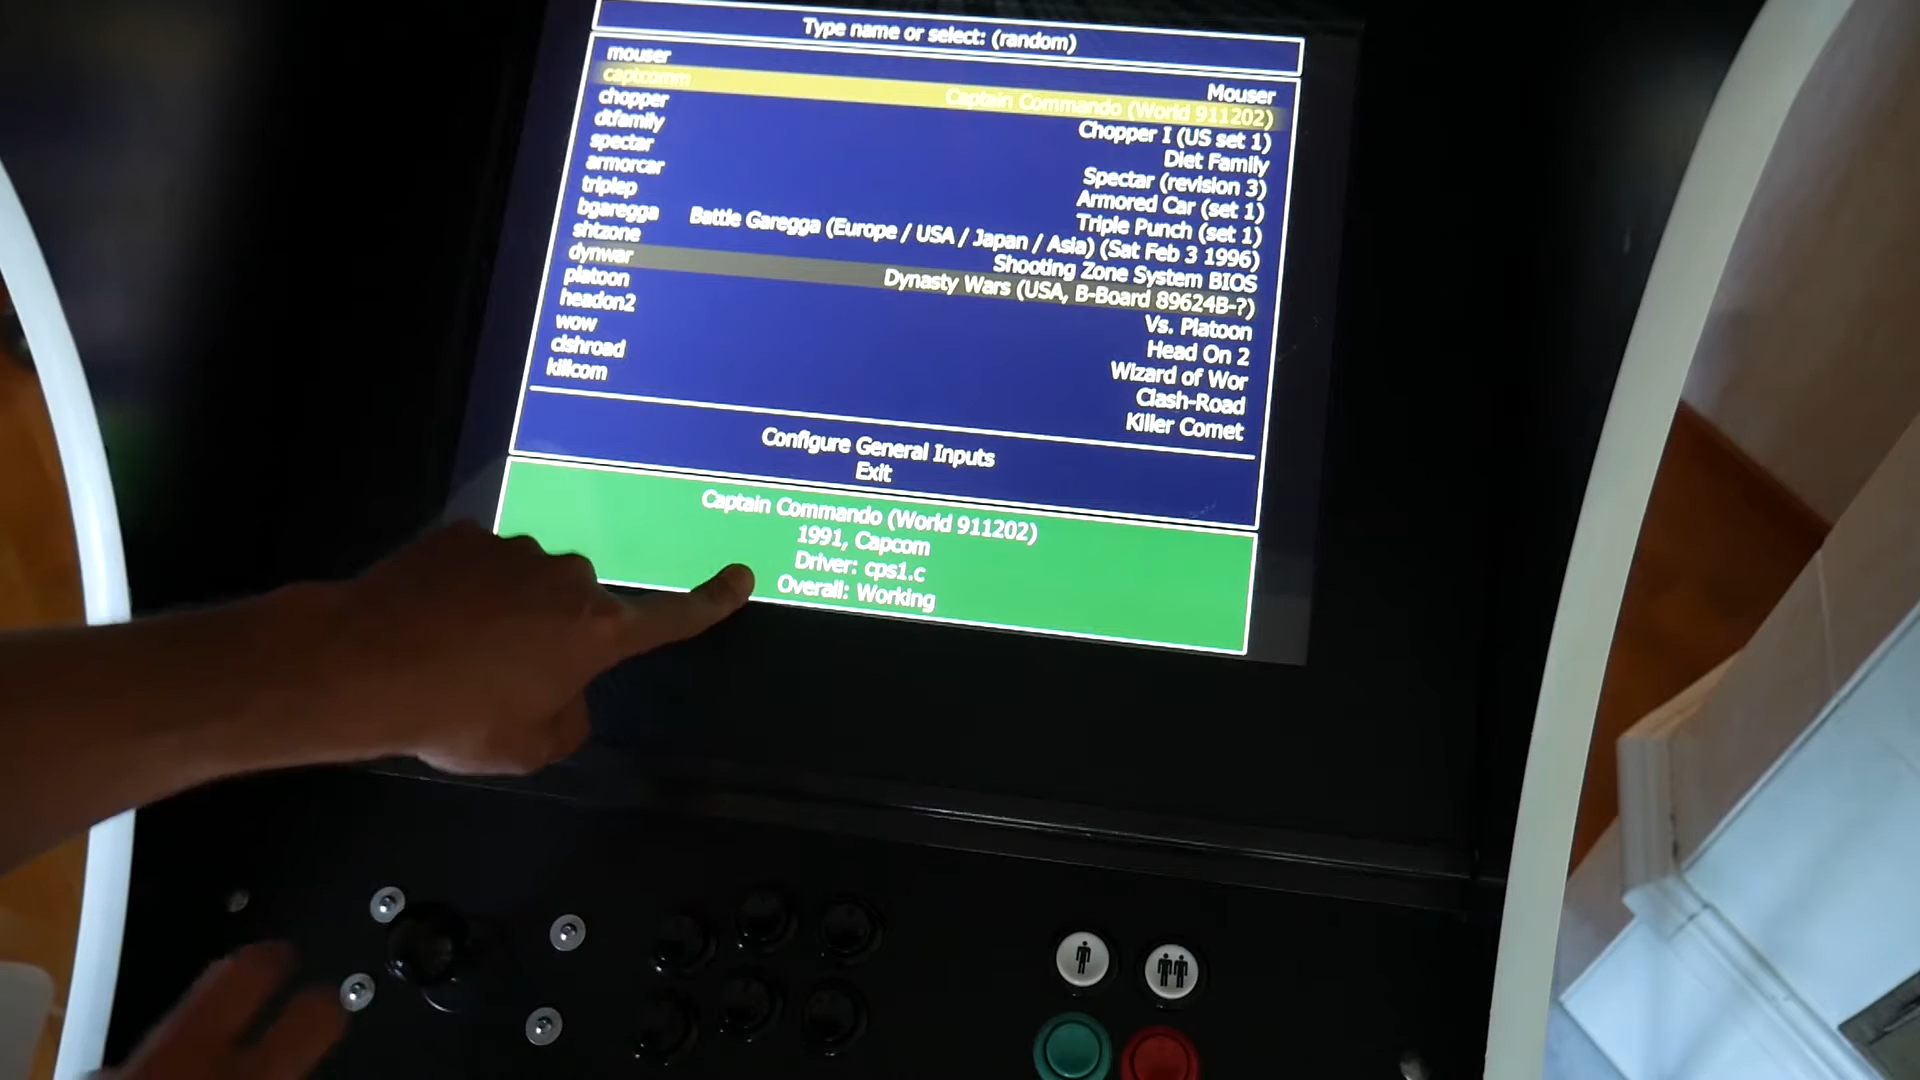 Type name or select: (random)
mouser Mouser
captcomm Captain Commando (World 911202)
chopper Chopper I (US set 1)
dtfamily Diet Family
spectar Spectar (revision 3)
armorcar Armored Car (set 1)
triplep Triple Punch (set 1)
bgaregga Battle Garegga (Europe / USA / Japan / Asia) (Sat Feb 3 1996)
shtzone Shooting Zone System BIOS
dynwar Dynasty Wars (USA, B-Board 89624B-?)
platoon Vs. Platoon
headon2 Head On 2
wow Wizard of Wor
clshroad Clash-Road
killcom Killer Comet
Configure General Inputs
Exit
Captain Commando (World 911202)
1991, Capcom
Driver: cps1.c
Overall: Working